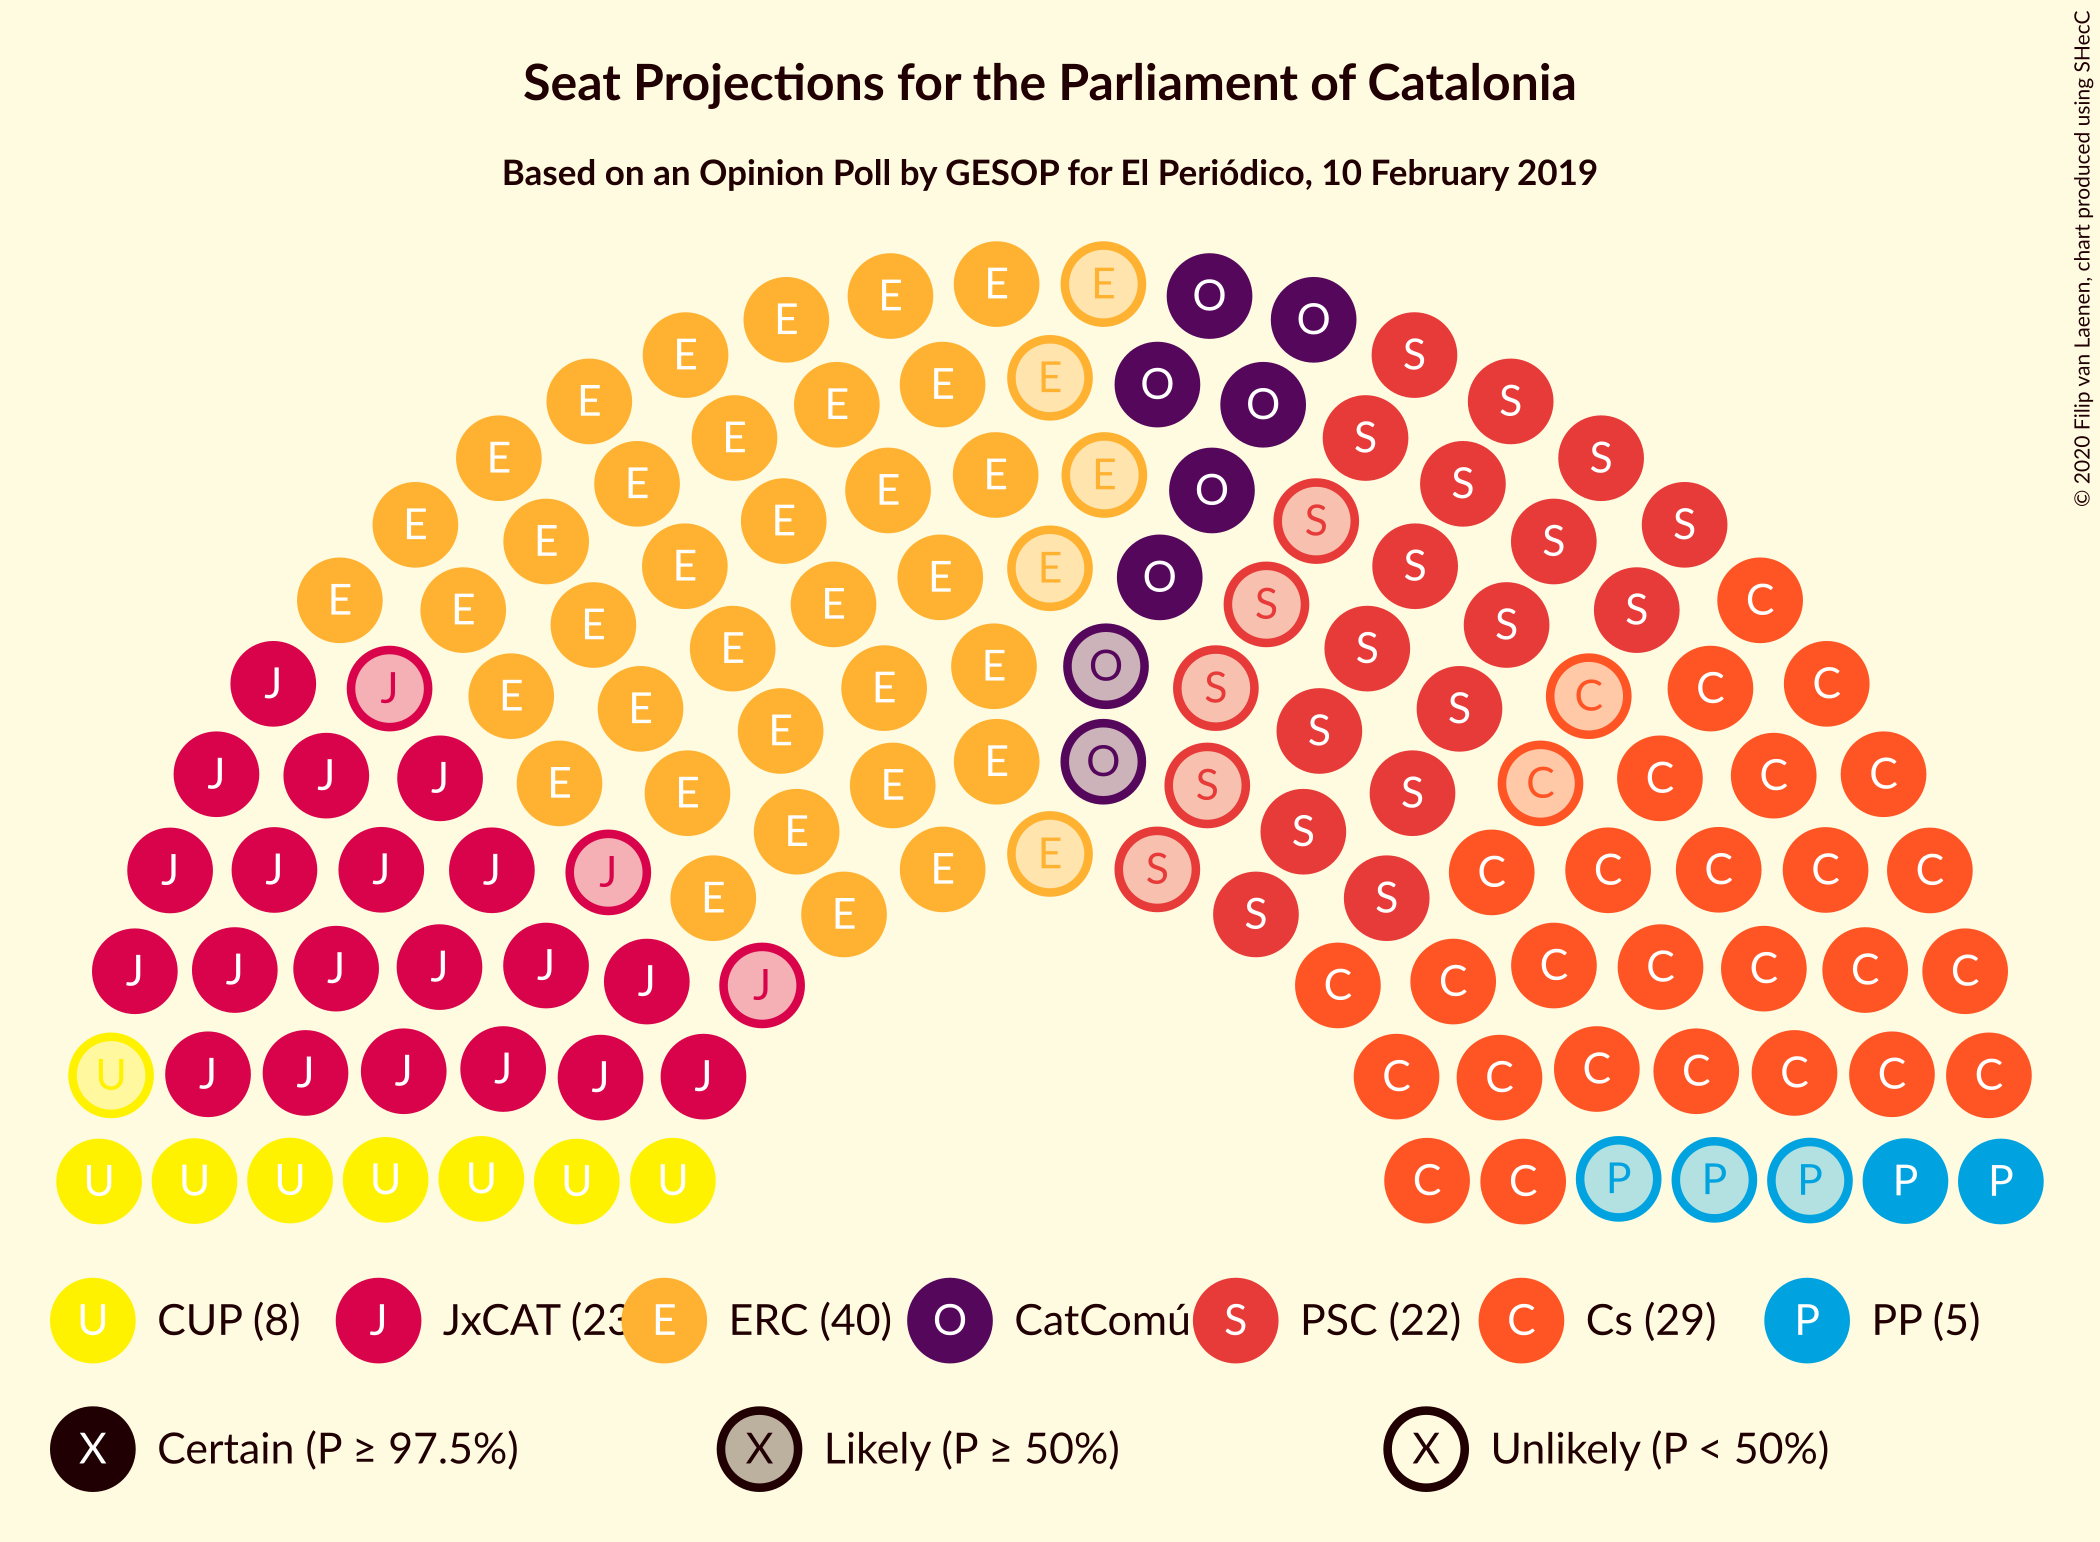 Seat Projections for the Parliament of Catalonia
Based on an Opinion Poll by GESOP for El Periódico, 10 February 2019
© 2020 Filip van Laenen, chart produced using SHecC
E E E O O
E E S
E E E O O S
E E E S
E E E E O S S S
E E E S S S
E E E E O S S S
E E E S S C
J J E E E E O S S S C C C
E E E S S
J J J E E E O S S C C C C
E E S S
J J J J J E E E S S S C C C C C
J J J J J J J C C C C C C C C
U J J J J J J C C C C C C C
U U U U U U U C C P P P P P
U CUP (8) J JxCAT (23 E ERC (40) O CatComú S PSC (22) C Cs (29) P PP (5)
X Certain (P ≥ 97.5%) X Likely (P ≥ 50%) X Unlikely (P < 50%)